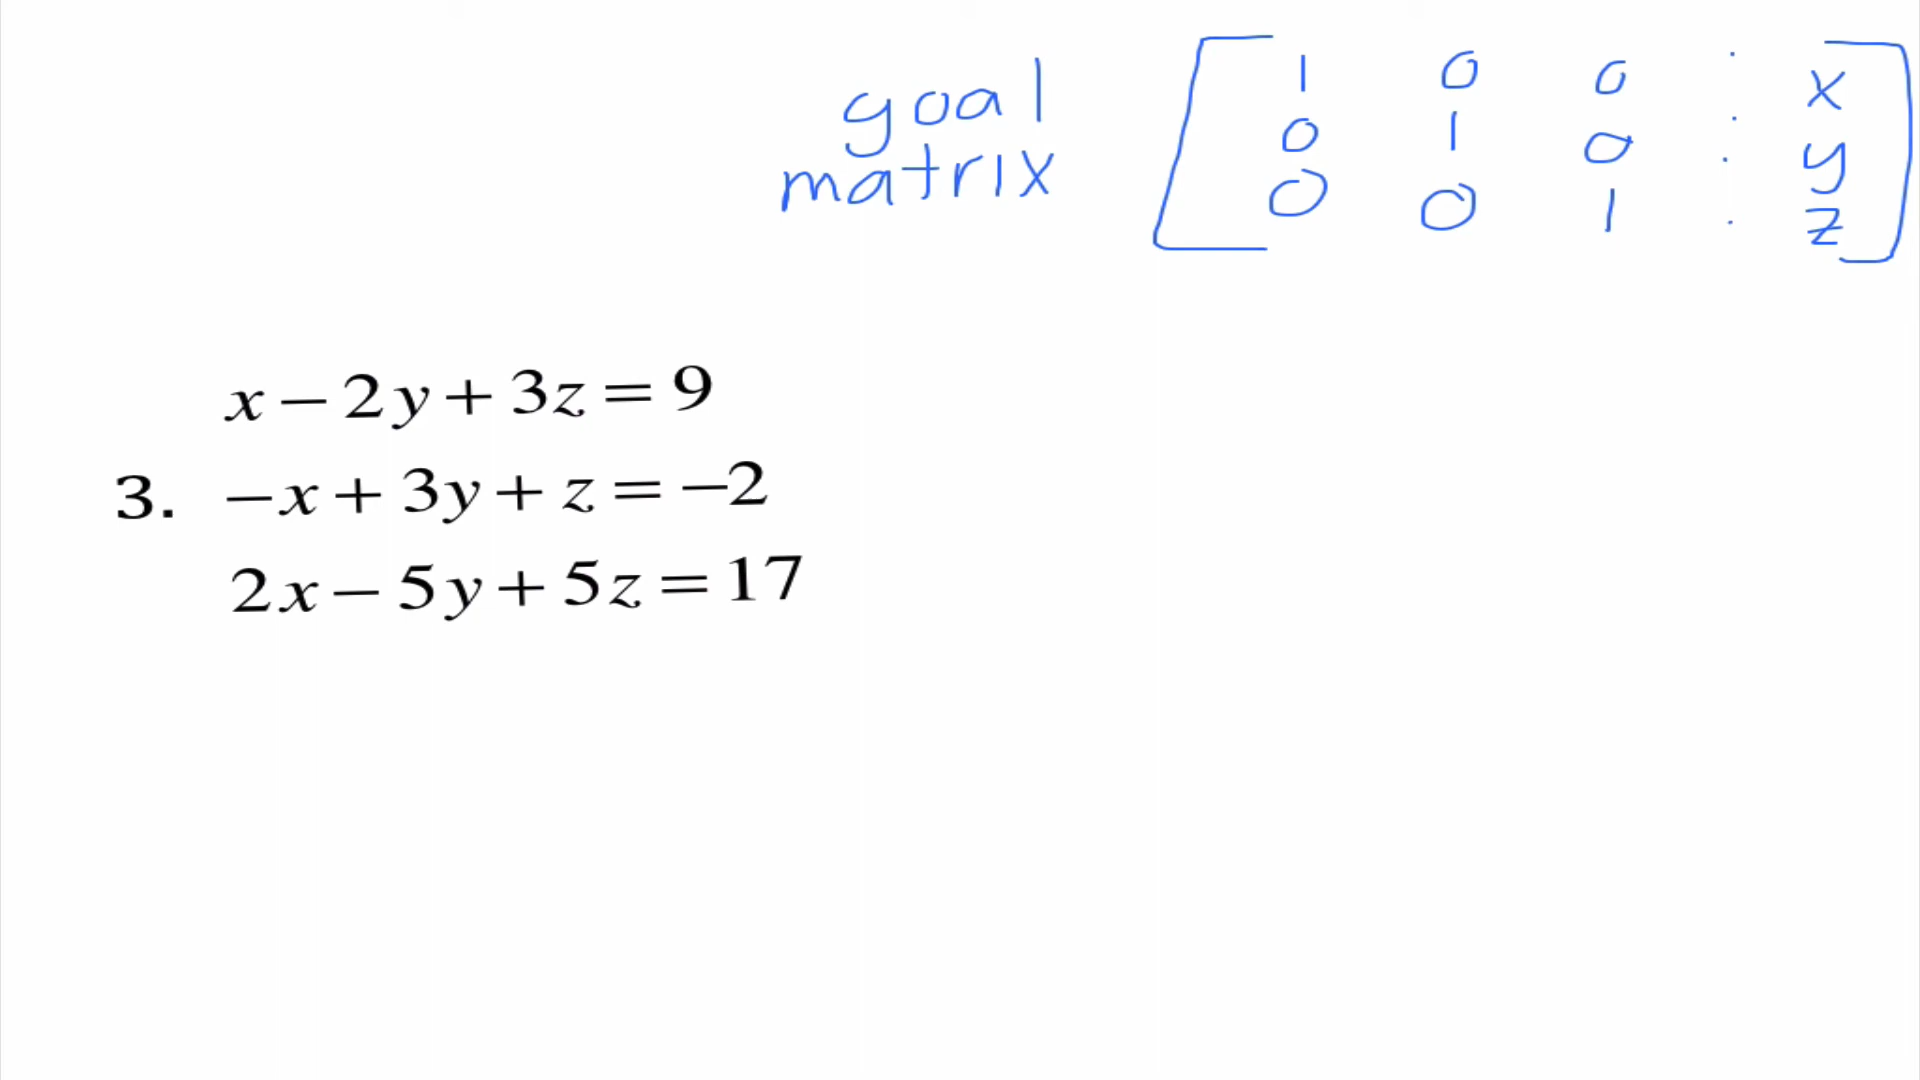 goal
matrix
1 0 0 : x
0 1 0 : y
0 0 1 : z
x − 2y + 3z = 9
3. −x + 3y + z = −2
2x − 5y + 5z = 17